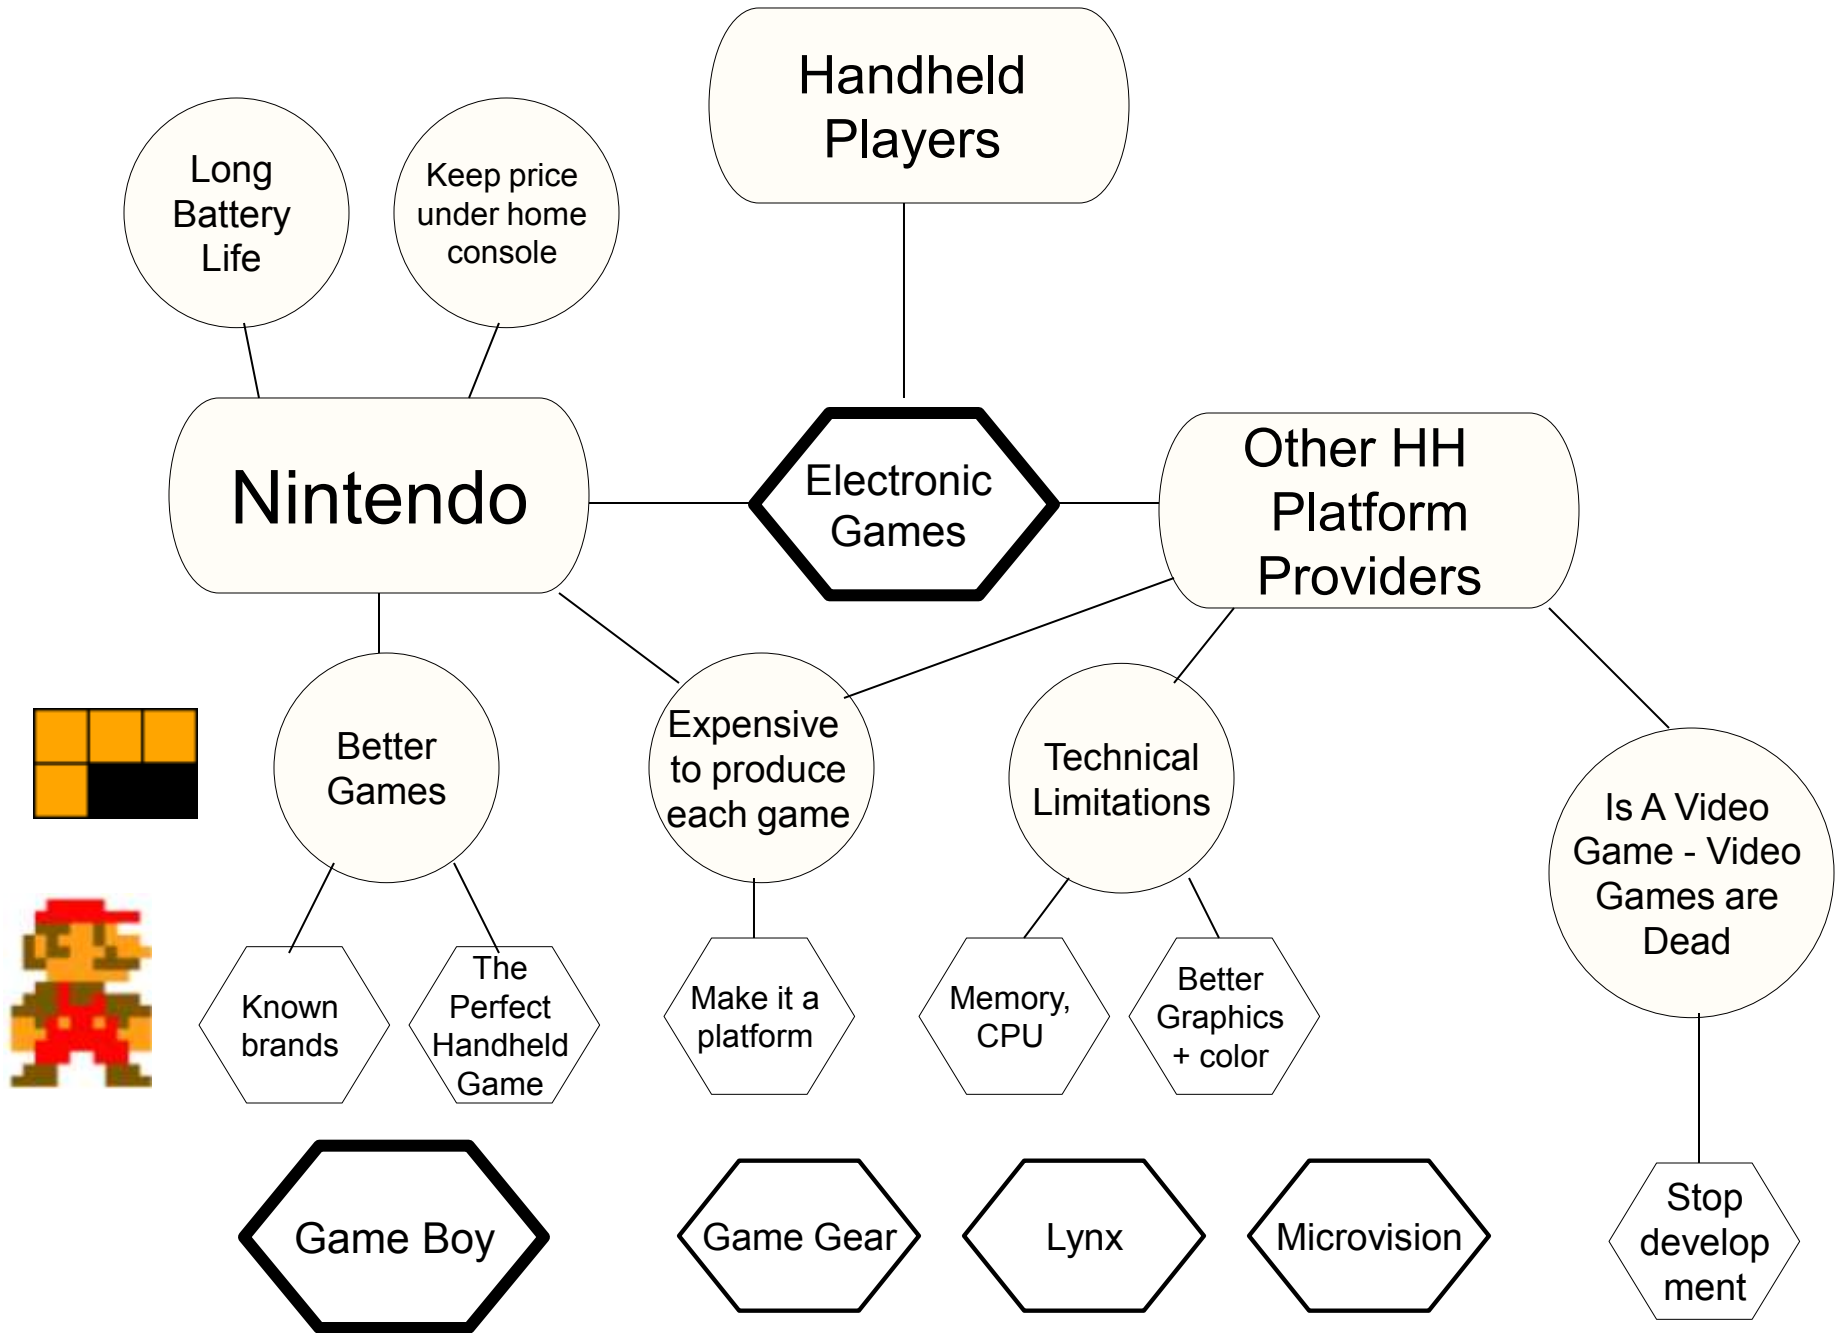 Handheld
Players
Long
Battery
Life
Keep price
under home
console
Nintendo
Electronic
Games
Other HH
Platform
Providers
Better
Games
Expensive
to produce
each game
Technical
Limitations
Is A Video
Game - Video
Games are
Dead
Known
brands
The
Perfect
Handheld
Game
Make it a
platform
Memory,
CPU
Better
Graphics
+ color
Game Boy
Game Gear
Lynx
Microvision
Stop
develop
ment